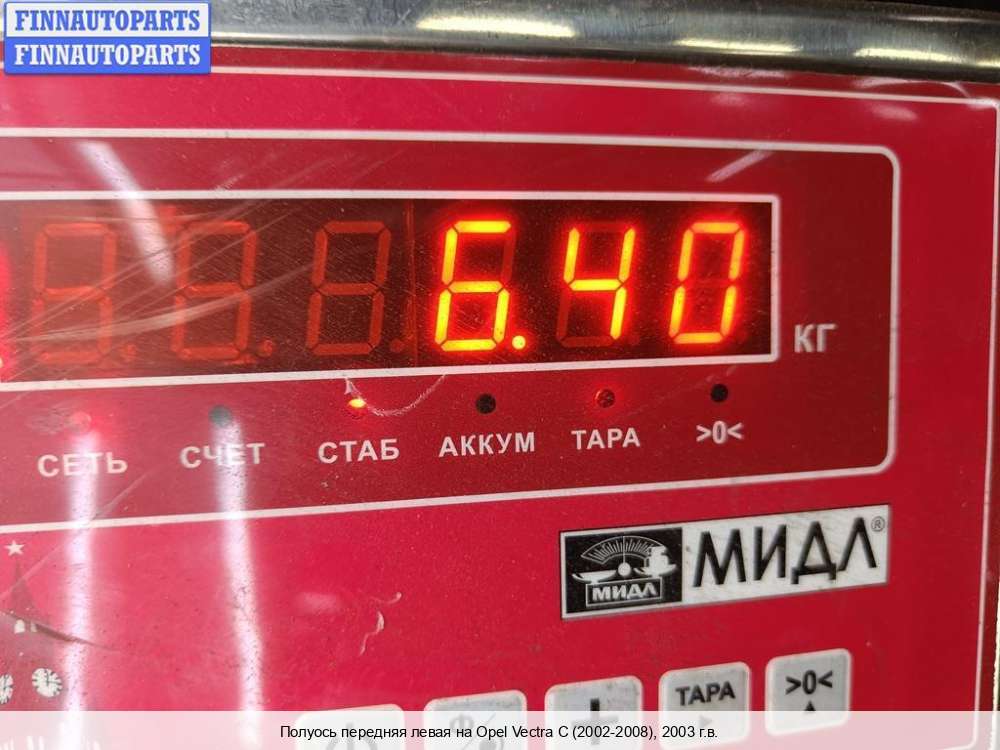 FINNAUTOPARTS
FINNAUTOPARTS
6.40
КГ
СЕТЬ СЧЕТ СТАБ АККУМ ТАРА >0<
МИДЛ®
МИДЛ
ТАРА >0<
Полуось передняя левая на Opel Vectra C (2002-2008), 2003 г.в.